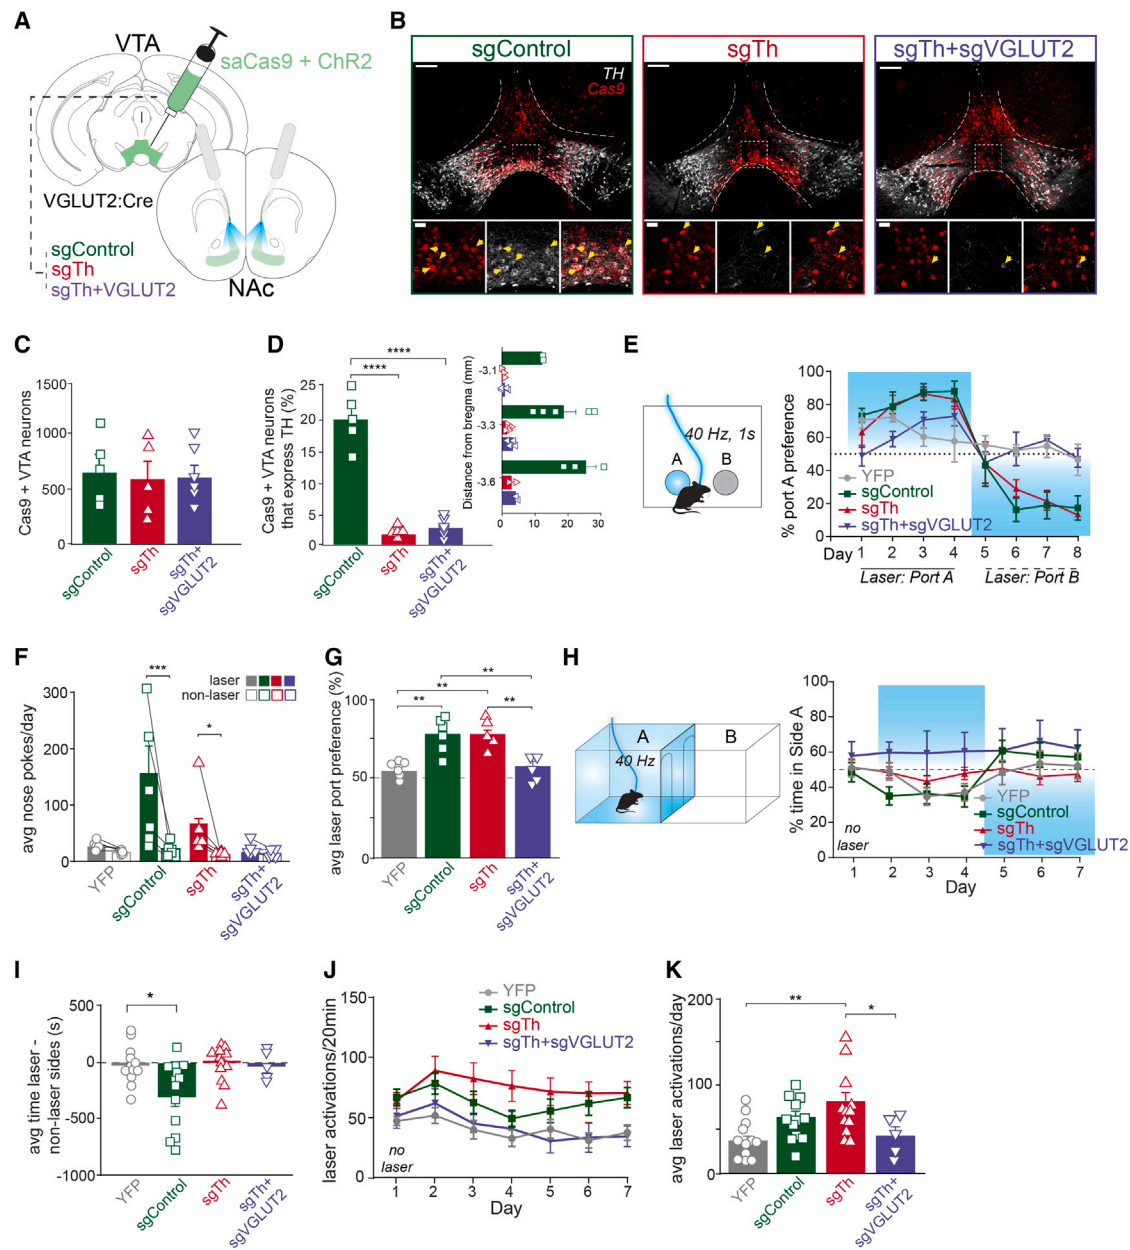 A
VTA
saCas9 + ChR2
VGLUT2:Cre
sgControl
sgTh
sgTh+VGLUT2
NAc
B
sgControl
sgTh
sgTh+sgVGLUT2
TH
Cas9
C
Cas9 + VTA neurons
1500
1000
500
0
sgControl
sgTh
sgTh+
sgVGLUT2
D
Cas9 + VTA neurons
that express TH (%)
25
20
15
10
5
0
****
****
sgControl
sgTh
sgTh+
sgVGLUT2
Distance from bregma (mm)
-3.1
-3.3
-3.6
0 10 20 30
E
40 Hz, 1s
A
B
% port A preference
100
80
60
40
20
0
YFP
sgControl
sgTh
sgTh+sgVGLUT2
Day 1 2 3 4 5 6 7 8
Laser: Port A
Laser: Port B
F
avg nose pokes/day
300
200
100
0
***
*
laser
non-laser
YFP
sgControl
sgTh
sgTh+
sgVGLUT2
G
avg laser port preference (%)
100
50
0
**
**
**
**
YFP
sgControl
sgTh
sgTh+
sgVGLUT2
H
A
B
40 Hz
% time in Side A
100
80
60
40
20
0
no
laser
YFP
sgControl
sgTh
sgTh+sgVGLUT2
1 2 3 4 5 6 7
Day
I
avg time laser -
non-laser sides (s)
500
0
-500
-1000
*
YFP
sgControl
sgTh
sgTh+
sgVGLUT2
J
laser activations/20min
150
100
50
0
YFP
sgControl
sgTh
sgTh+sgVGLUT2
no
laser
1 2 3 4 5 6 7
Day
K
avg laser activations/day
200
100
50
0
**
*
YFP
sgControl
sgTh
sgTh+
sgVGLUT2